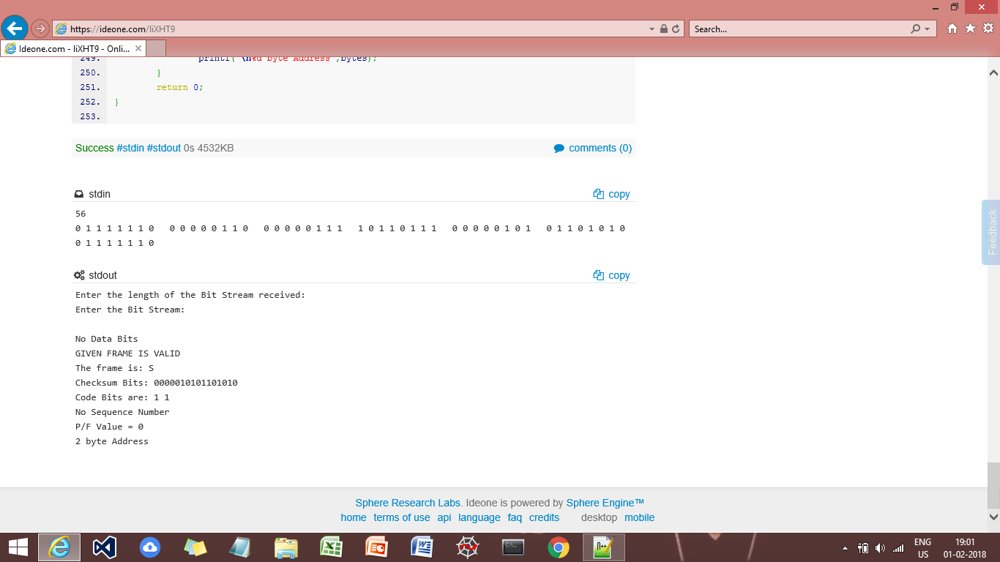 https://ideone.com/IiXHT9
Search...
Ideone.com - IiXHT9 - Onli...
249. printf("\n%d byte Address",bytes);
250. }
251. return 0;
252. }
253.
Success #stdin #stdout 0s 4532KB
comments (0)
stdin
copy
56
0 1 1 1 1 1 1 0   0 0 0 0 0 1 1 0   0 0 0 0 0 1 1 1   1 0 1 1 0 1 1 1   0 0 0 0 0 1 0 1   0 1 1 0 1 0 1 0
0 1 1 1 1 1 1 0
stdout
copy
Enter the length of the Bit Stream received:
Enter the Bit Stream:
No Data Bits
GIVEN FRAME IS VALID
The frame is: S
Checksum Bits: 0000010101101010
Code Bits are: 1 1
No Sequence Number
P/F Value = 0
2 byte Address
Feedback
Sphere Research Labs. Ideone is powered by Sphere Engine™
home terms of use api language faq credits desktop mobile
ENG
US
19:01
01-02-2018